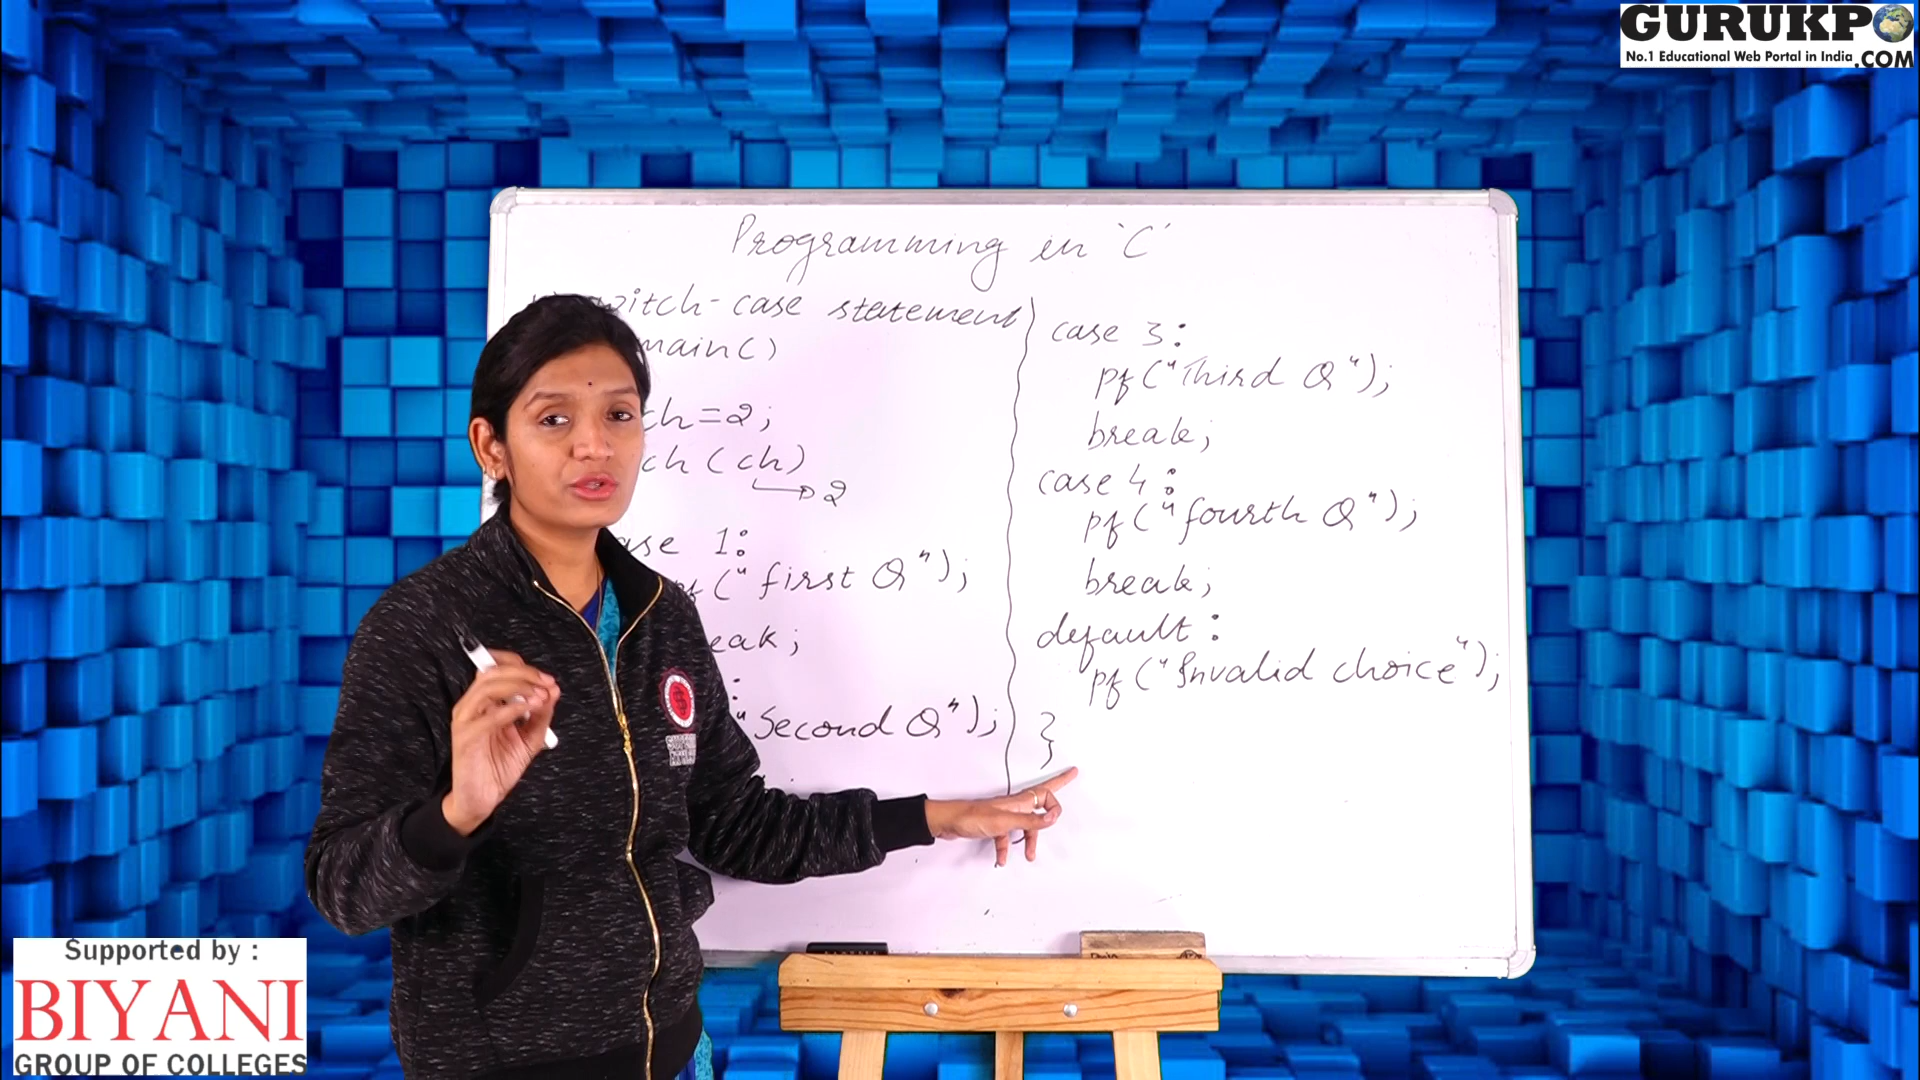 GURUKPO
No.1 Educational Web Portal in India .COM
Programming in 'C'
switch-case statement
main()
ch=2;
ch (ch)
2
case 1:
pf("first Q");
break;
:
"Second Q");
case 3:
pf("Third Q");
break;
case 4:
pf("fourth Q");
break;
default:
pf("Invalid choice");
}
Supported by :
BIYANI
GROUP OF COLLEGES